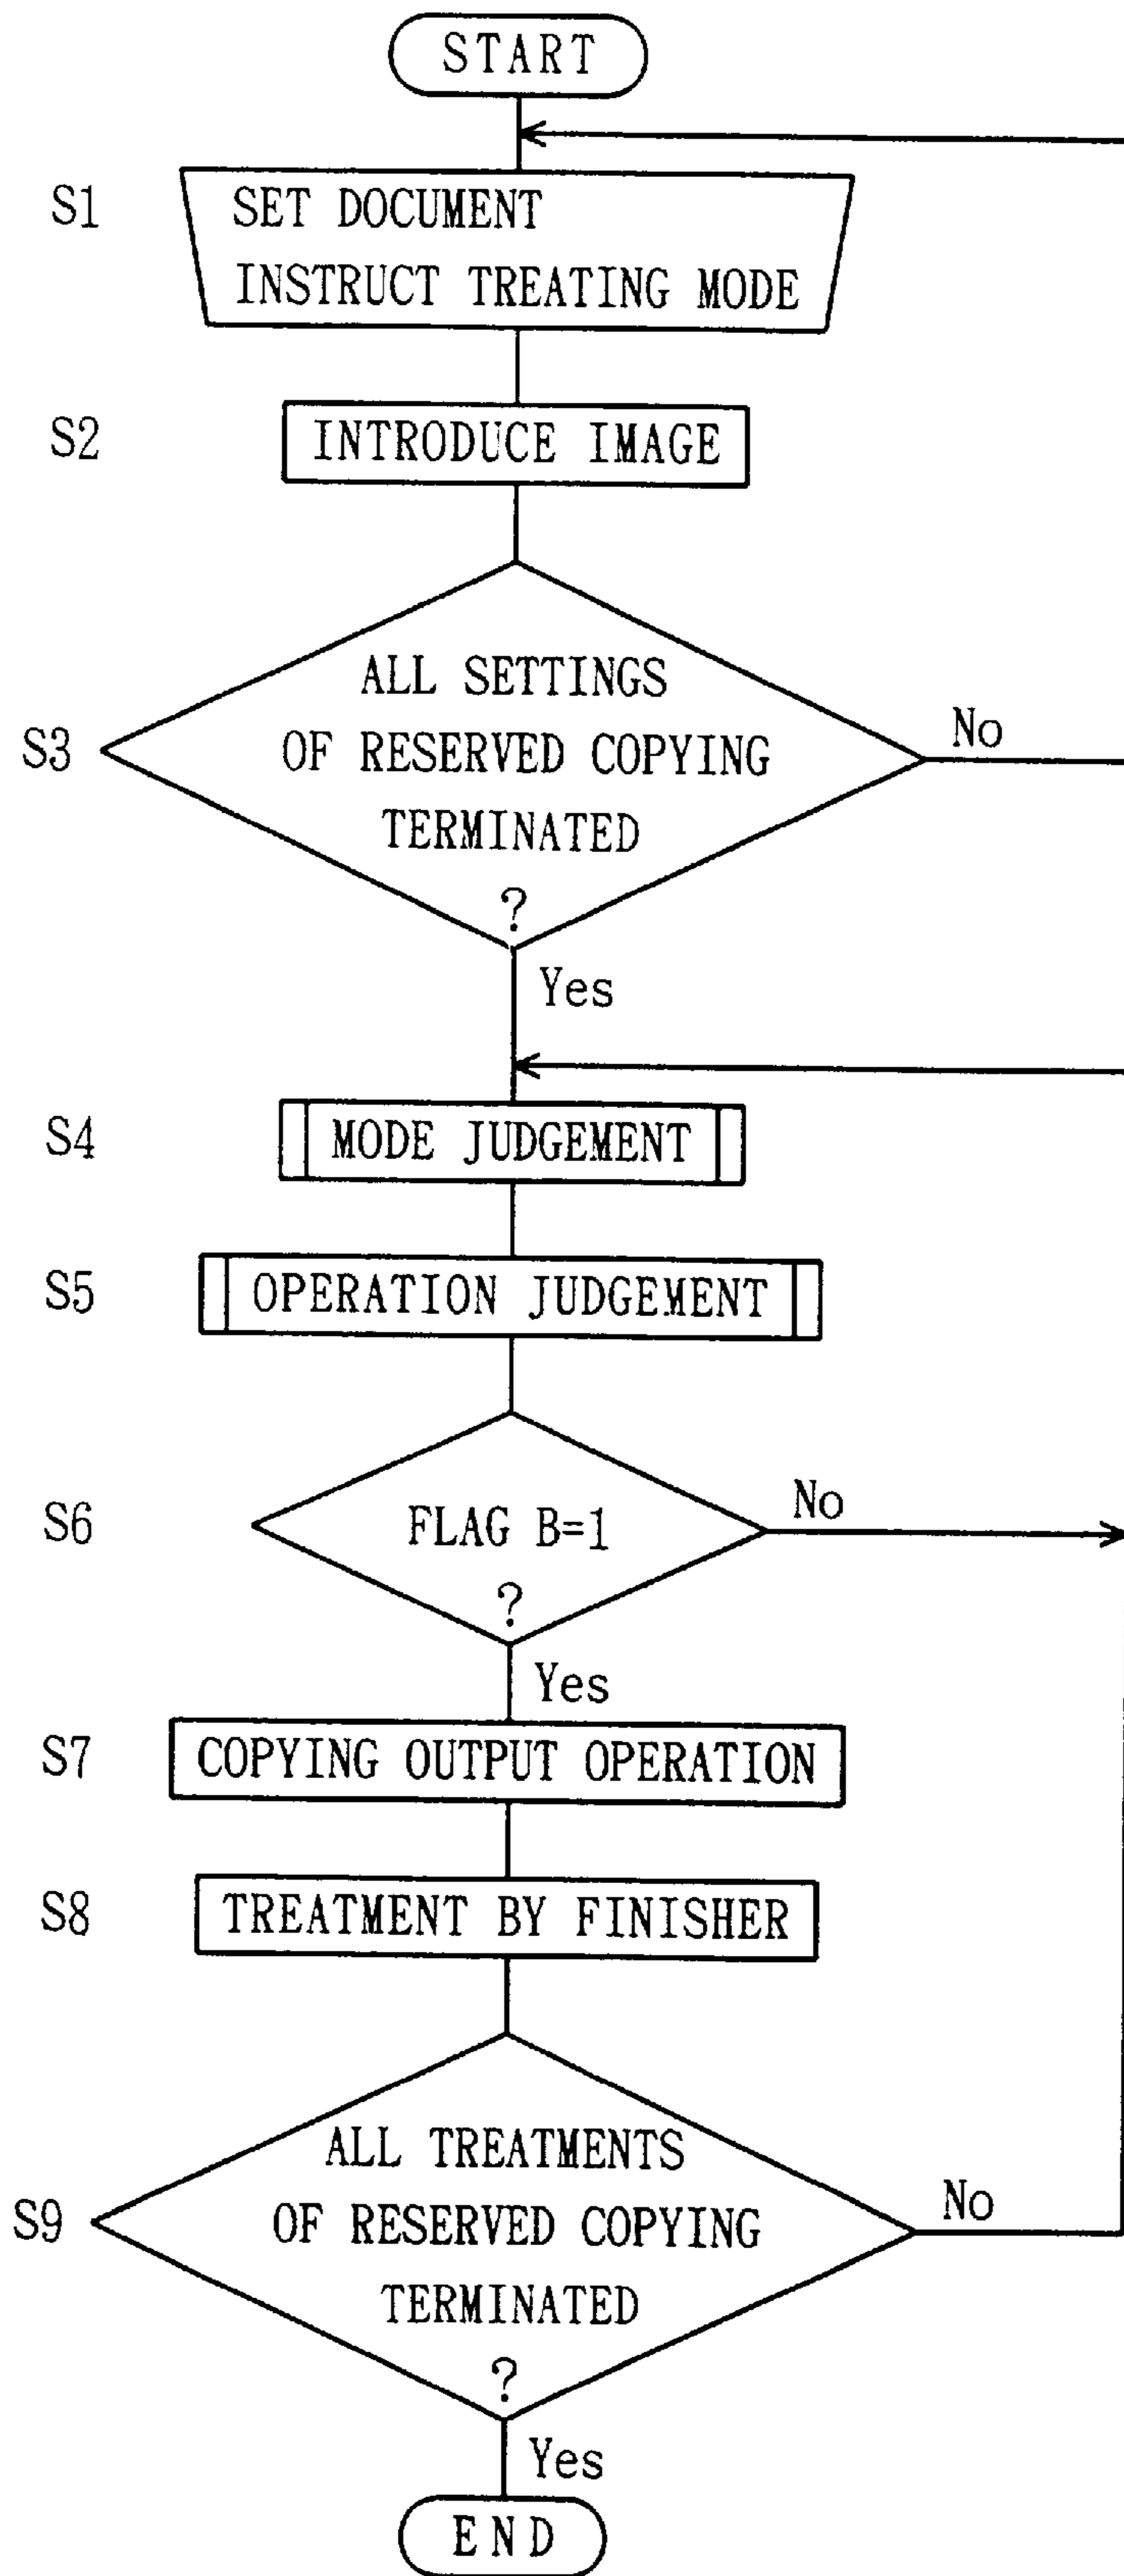 START
S1
SET DOCUMENT
INSTRUCT TREATING MODE
S2
INTRODUCE IMAGE
ALL SETTINGS
S3
OF RESERVED COPYING
No
TERMINATED
?
Yes
S4
MODE JUDGEMENT
S5
OPERATION JUDGEMENT
S6
FLAG B=1
No
?
Yes
S7
COPYING OUTPUT OPERATION
S8
TREATMENT BY FINISHER
ALL TREATMENTS
S9
OF RESERVED COPYING
No
TERMINATED
?
Yes
END